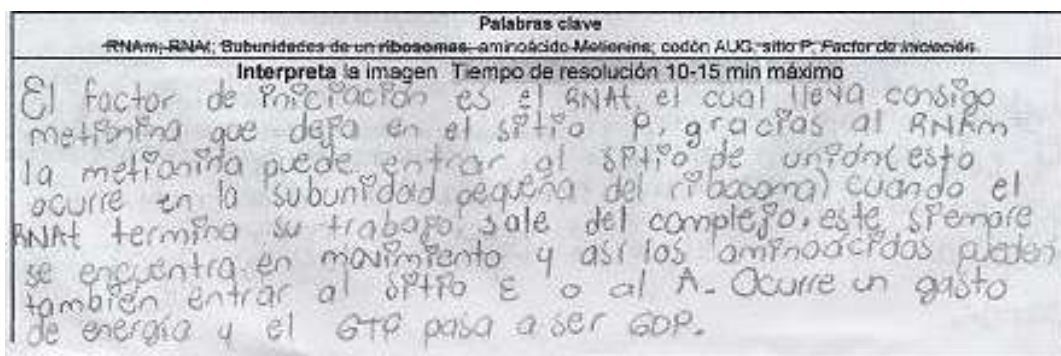 Palabras clave
RNAm; RNAt; Subunidades de un ribosomas; aminoácido Metionina; codón AUG; sitio P; Factor de iniciación.
Interpreta la imagen Tiempo de resolución 10-15 min máximo
El factor de iniciación es el RNAt, el cual lleva consigo
metionina que deja en el sitio P, gracias al RNAm
la metionina puede entrar al sitio de unión (esto
ocurre en la subunidad pequeña del ribosoma) cuando el
RNAt termina su trabajo sale del complejo, este siempre
se encuentra en movimiento y así los aminoácidos pueden
también entrar al sitio E o al A. Ocurre un gasto
de energía y el GTP pasa a ser GDP.